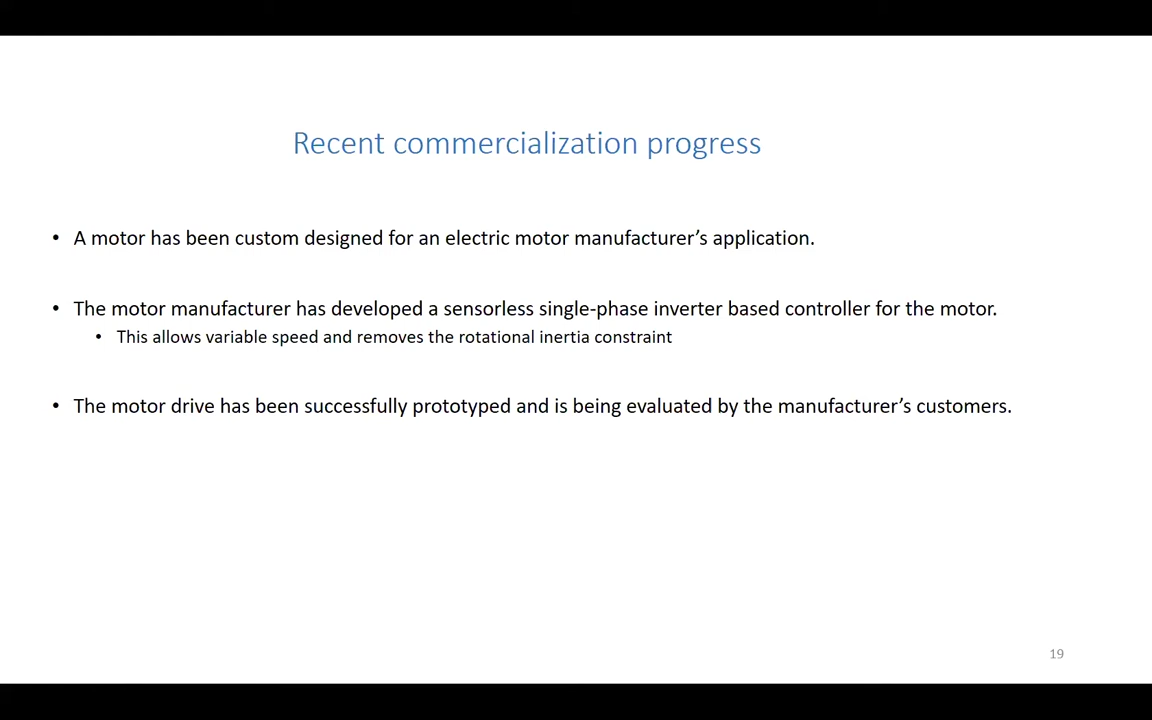 Recent commercialization progress
• A motor has been custom designed for an electric motor manufacturer’s application.
• The motor manufacturer has developed a sensorless single-phase inverter based controller for the motor.
• This allows variable speed and removes the rotational inertia constraint
• The motor drive has been successfully prototyped and is being evaluated by the manufacturer’s customers.
19